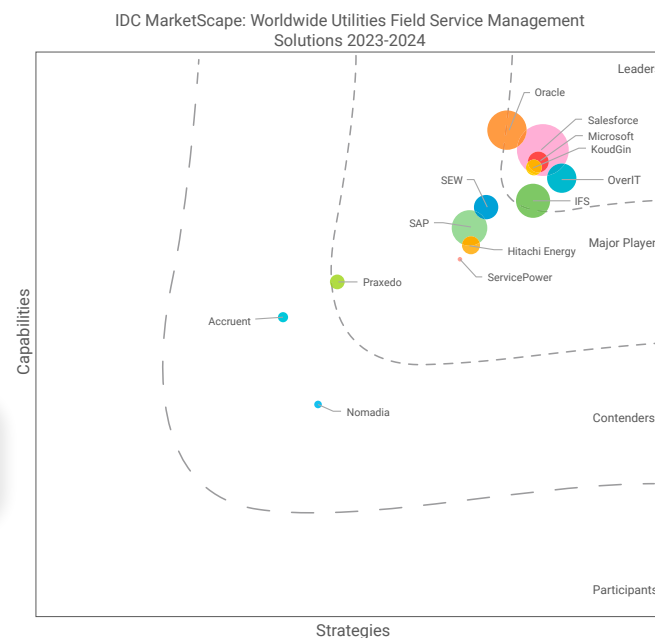 IDC MarketScape: Worldwide Utilities Field Service Management
Solutions 2023-2024
Leader
Oracle
Salesforce
Microsoft
KoudGin
OverIT
SEW
IFS
SAP
Major Player
Hitachi Energy
ServicePower
Praxedo
Accruent
Nomadia
Contenders
Participants
Capabilities
Strategies